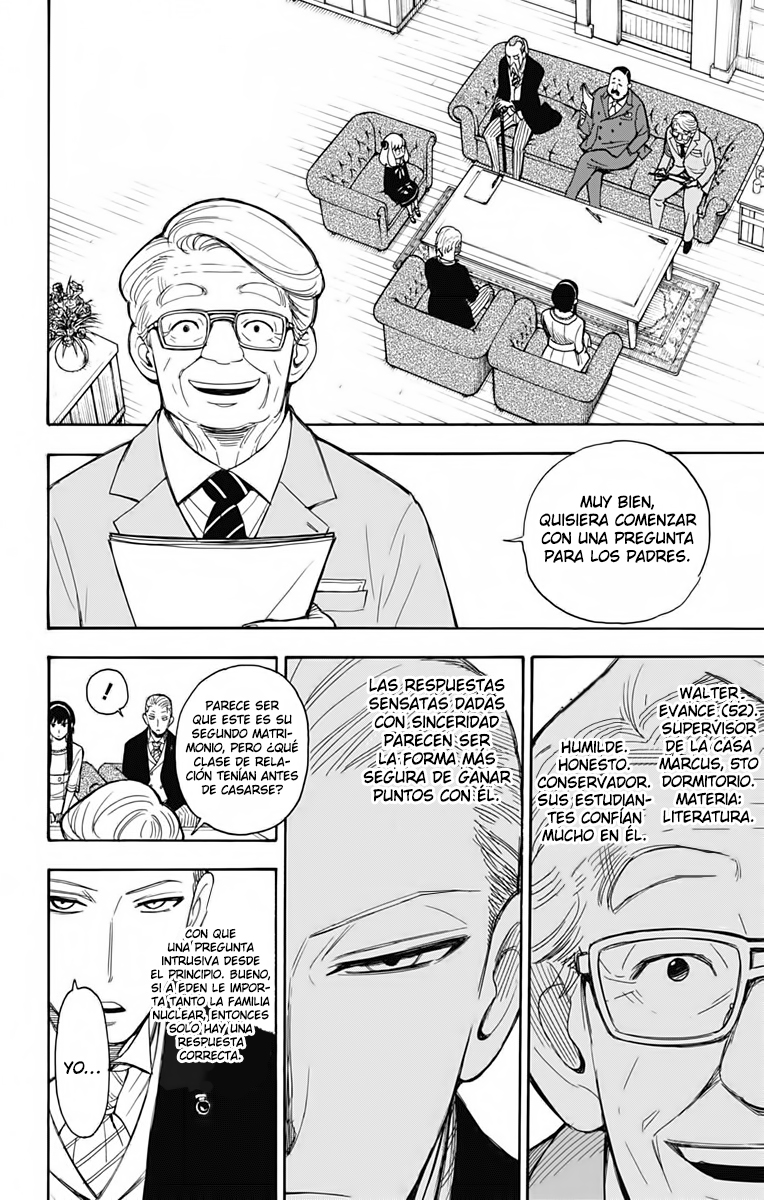 MUY BIEN,
QUISIERA COMENZAR
CON UNA PREGUNTA
PARA LOS PADRES.
WALTER.
EVANCE (52).
SUPERVISOR
DE LA CASA
MARCUS, 5TO
DORMITORIO.
MATERIA:
LITERATURA.
HUMILDE.
HONESTO.
CONSERVADOR.
SUS ESTUDIAN-
TES CONFÍAN
MUCHO EN ÉL.
LAS RESPUESTAS
SENSATAS DADAS
CON SINCERIDAD
PARECEN SER
LA FORMA MÁS
SEGURA DE GANAR
PUNTOS CON ÉL.
PARECE SER
QUE ESTE ES SU
SEGUNDO MATRI-
MONIO, PERO ¿QUÉ
CLASE DE RELA-
CIÓN TENÍAN ANTES
DE CASARSE?
!
CON QUE
UNA PREGUNTA
INTRUSIVA DESDE
EL PRINCIPIO. BUENO,
SI A EDEN LE IMPOR-
TA TANTO LA FAMILIA
NUCLEAR, ENTONCES
SOLO HAY UNA
RESPUESTA
CORRECTA.
YO...